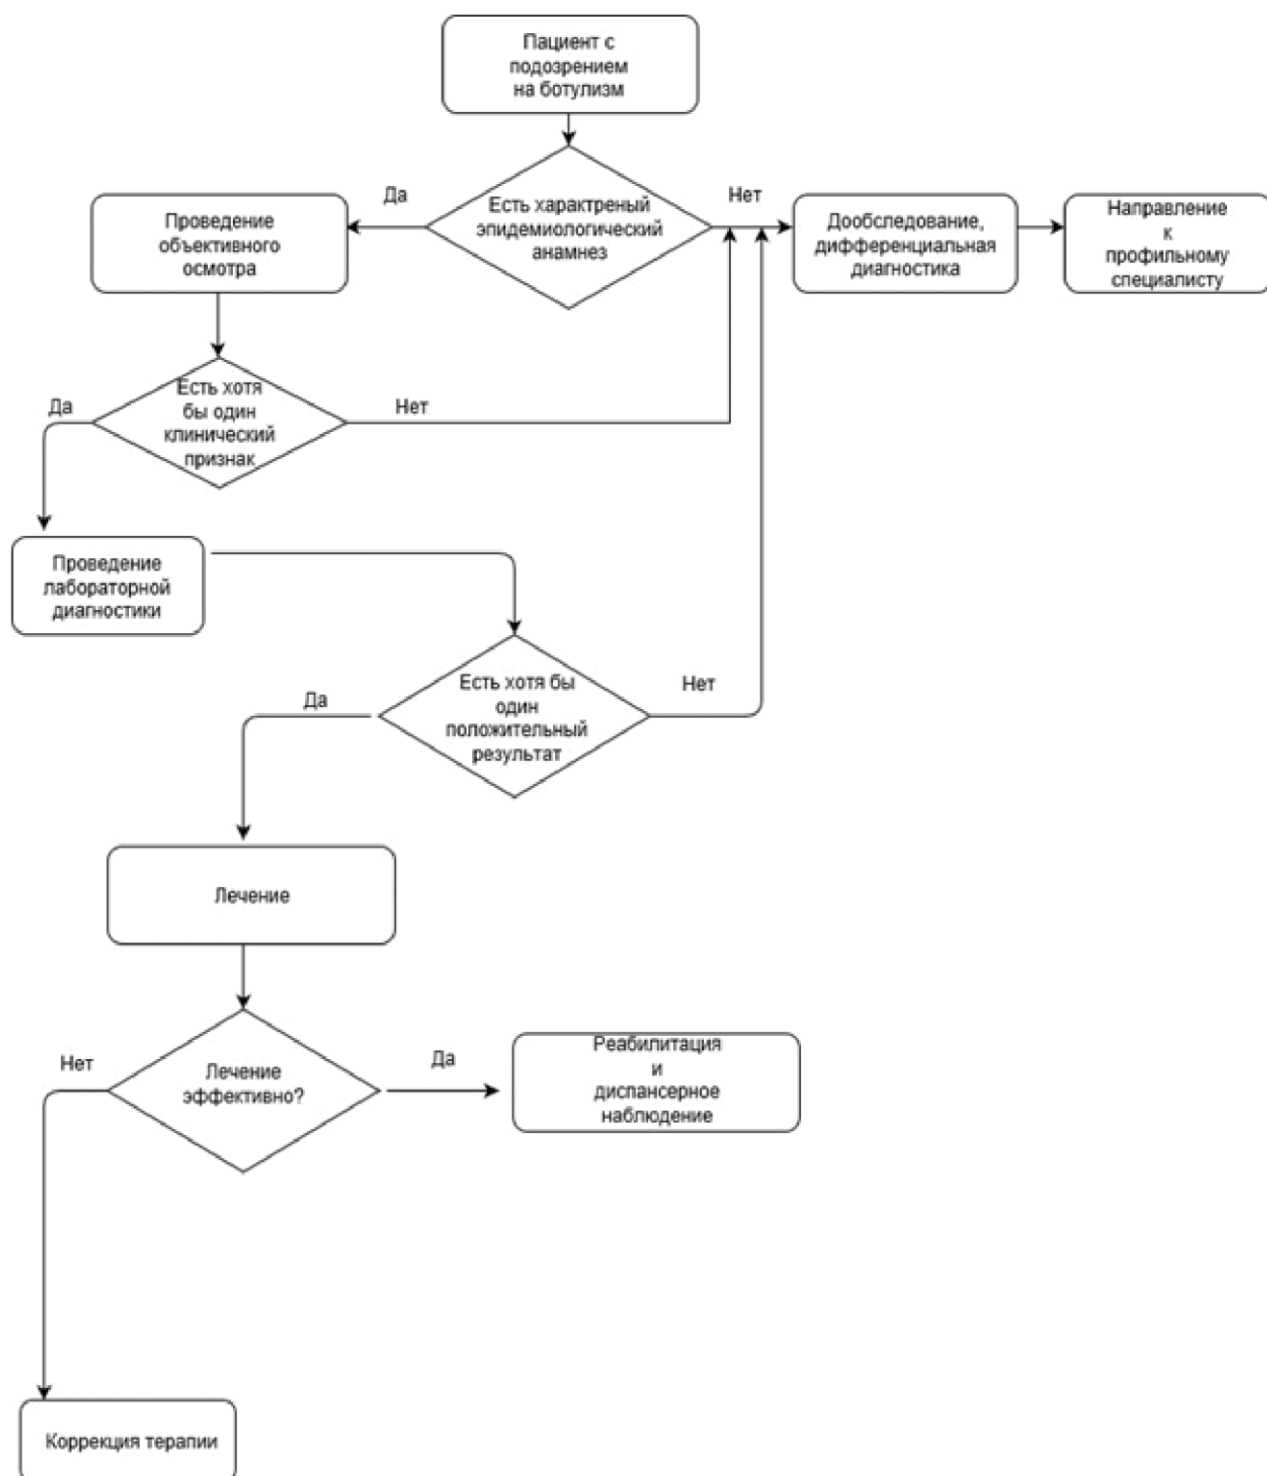 Пациент с
подозрением
на ботулизм
Да
Есть характреный
эпидемиологический
анамнез
Нет
Проведение
объективного
осмотра
Дообследование,
дифференциальная
диагностика
Направление
к
профильному
специалисту
Да
Есть хотя
бы один
клинический
признак
Нет
Проведение
лабораторной
диагностики
Да
Есть хотя бы
один
положительный
результат
Нет
Лечение
Нет
Лечение
эффективно?
Да
Реабилитация
и
диспансерное
наблюдение
Коррекция терапии